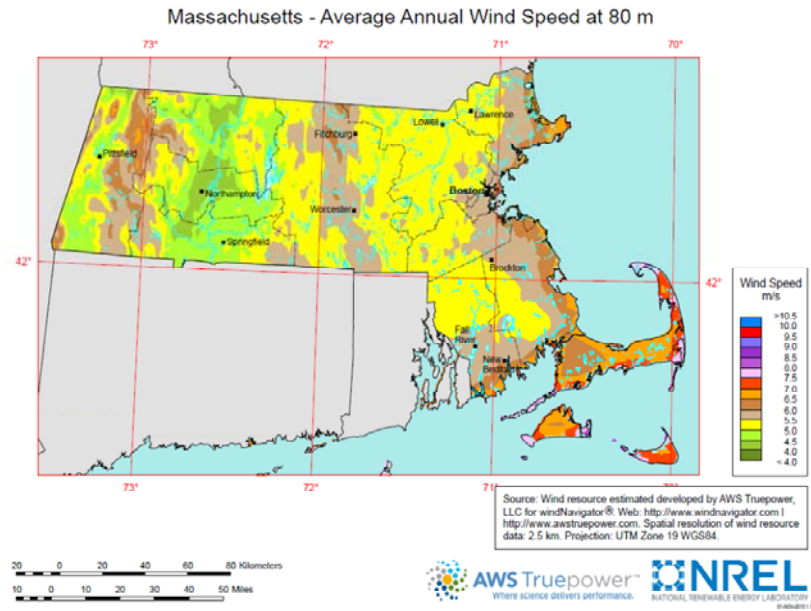 Massachusetts - Average Annual Wind Speed at 80 m
73° 72° 71° 70°
Lawrence
Lowell
Fitchburg
Pittsfield
Boston
Northampton
Worcester
Springfield
42°
Brockton
42°
Fall
River
New
Bedford
Wind Speed
m/s
>10.5
10.0
9.5
9.0
8.5
8.0
7.5
7.0
6.5
6.0
5.5
5.0
4.5
4.0
< 4.0
73° 72° 71° 70°
Source: Wind resource estimated developed by AWS Truepower,
LLC for windNavigator®. Web: http://www.windnavigator.com |
http://www.awstruepower.com. Spatial resolution of wind resource
data: 2.5 km. Projection: UTM Zone 19 WGS84.
20 0 20 40 60 80 Kilometers
10 0 10 20 30 40 50 Miles
AWS Truepower™
Where science delivers performance.
NREL
NATIONAL RENEWABLE ENERGY LABORATORY